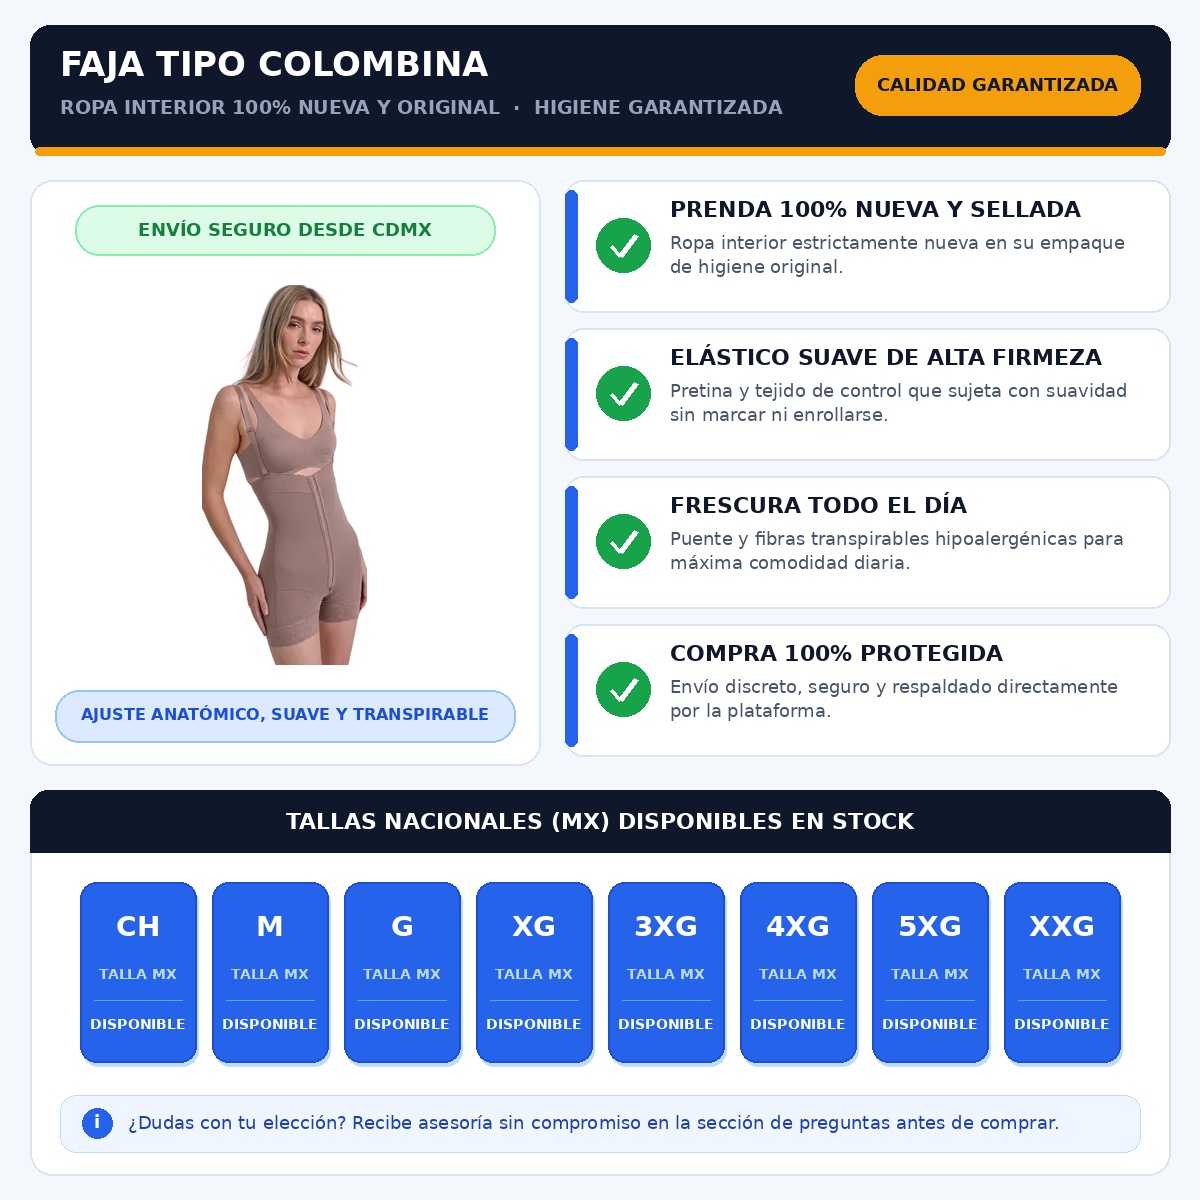 FAJA TIPO COLOMBINA
ROPA INTERIOR 100% NUEVA Y ORIGINAL · HIGIENE GARANTIZADA
CALIDAD GARANTIZADA
ENVÍO SEGURO DESDE CDMX
AJUSTE ANATÓMICO, SUAVE Y TRANSPIRABLE
PRENDA 100% NUEVA Y SELLADA
Ropa interior estrictamente nueva en su empaque
de higiene original.
ELÁSTICO SUAVE DE ALTA FIRMEZA
Pretina y tejido de control que sujeta con suavidad
sin marcar ni enrollarse.
FRESCURA TODO EL DÍA
Puente y fibras transpirables hipoalergénicas para
máxima comodidad diaria.
COMPRA 100% PROTEGIDA
Envío discreto, seguro y respaldado directamente
por la plataforma.
TALLAS NACIONALES (MX) DISPONIBLES EN STOCK
CH
TALLA MX
DISPONIBLE
M
TALLA MX
DISPONIBLE
G
TALLA MX
DISPONIBLE
XG
TALLA MX
DISPONIBLE
3XG
TALLA MX
DISPONIBLE
4XG
TALLA MX
DISPONIBLE
5XG
TALLA MX
DISPONIBLE
XXG
TALLA MX
DISPONIBLE
i ¿Dudas con tu elección? Recibe asesoría sin compromiso en la sección de preguntas antes de comprar.